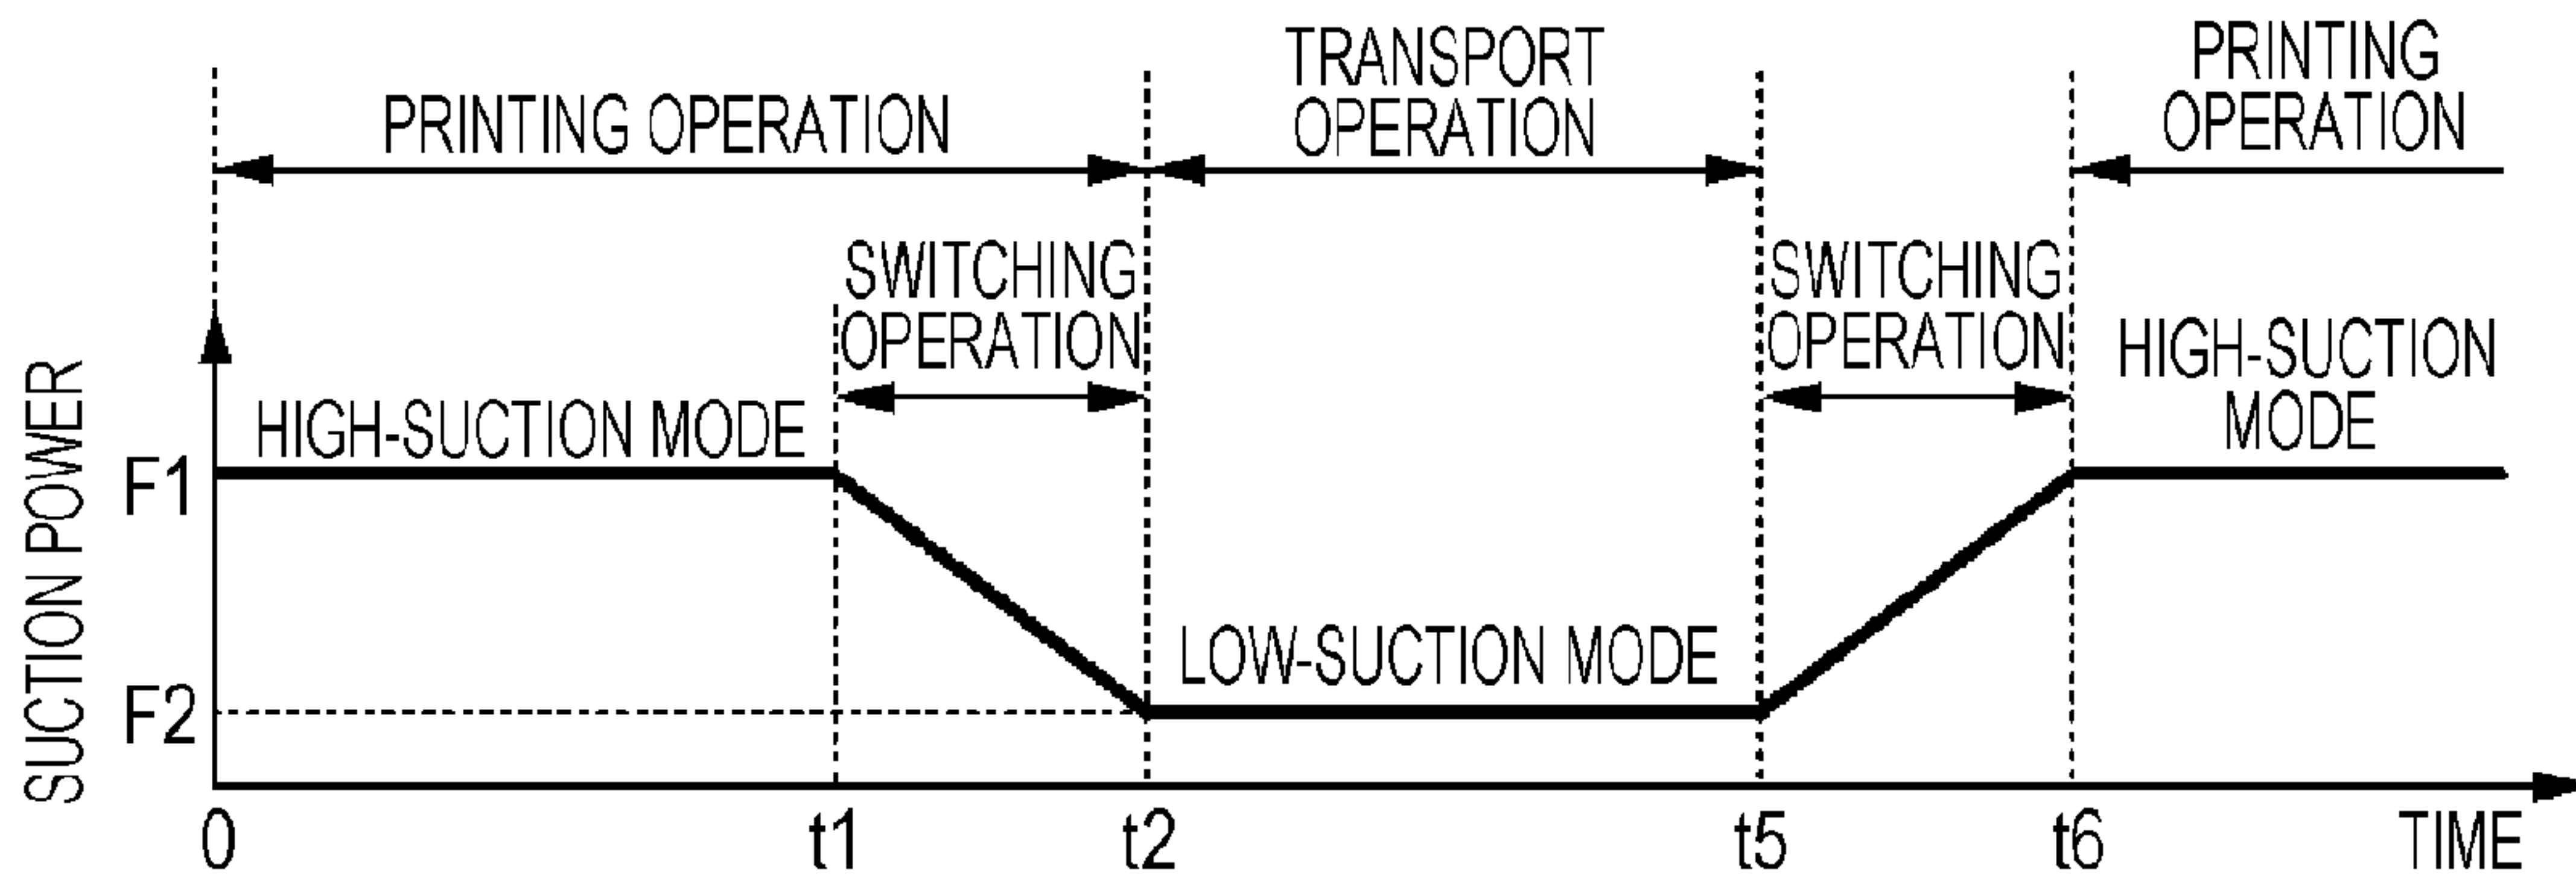 PRINTING OPERATION
TRANSPORT
OPERATION
PRINTING
OPERATION
SWITCHING
OPERATION
SWITCHING
OPERATION
HIGH-SUCTION MODE
HIGH-SUCTION
MODE
LOW-SUCTION MODE
SUCTION POWER
F1
F2
0
t1
t2
t5
t6
TIME